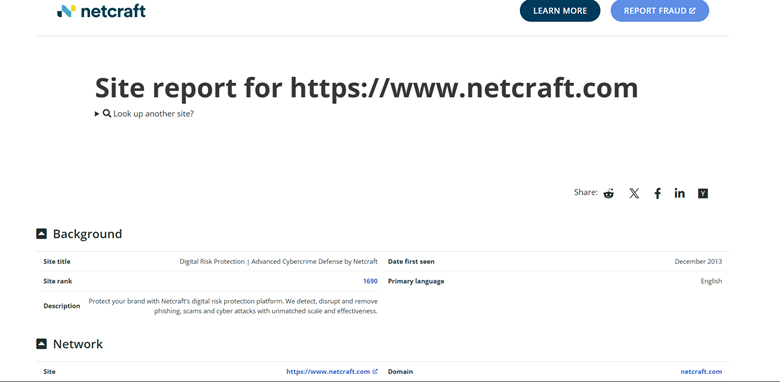 netcraft
LEARN MORE
REPORT FRAUD
Site report for https://www.netcraft.com
Look up another site?
Share:
Background
Site title Digital Risk Protection | Advanced Cybercrime Defense by Netcraft Date first seen December 2013
Site rank 1690 Primary language English
Description Protect your brand with Netcraft's digital risk protection platform. We detect, disrupt and remove
phishing, scams and cyber attacks with unmatched scale and effectiveness.
Network
Site https://www.netcraft.com Domain netcraft.com